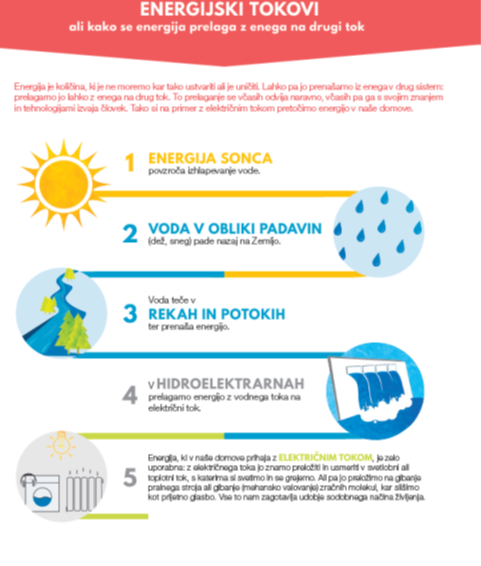 ENERGIJSKI TOKOVI
ali kako se energija prelaga z enega na drugi tok
Energija je količina, ki je ne moremo kar tako ustvariti ali je uničiti. Lahko pa jo prenašamo iz enega v drug sistem:
prelagamo jo lahko z enega na drug tok. To prelaganje se včasih odvija naravno, včasih pa ga s svojim znanjem
in tehnologijami izvaja človek. Tako si na primer z električnim tokom pretočimo energijo v naše domove.
1 ENERGIJA SONCA
povzroča izhlapevanje vode.
2 VODA V OBLIKI PADAVIN
(dež, sneg) pade nazaj na Zemljo.
3 Voda teče v
REKAH IN POTOKIH
ter prenaša energijo.
4 v HIDROELEKTRARNAH
prelagamo energijo z vodnega toka na
električni tok.
5 Energija, ki v naše domove prihaja z ELEKTRIČNIM TOKOM, je zelo
uporabna: z električnega toka jo znamo preložiti in usmeriti v svetlobni ali
toplotni tok, s katerima si svetimo in se grejemo. Ali pa jo preložimo na gibanje
pralnega stroja ali gibanje (mehansko valovanje) zračnih molekul, kar slišimo
kot prijetno glasbo. Vse to nam zagotavlja udobje sodobnega načina življenja.